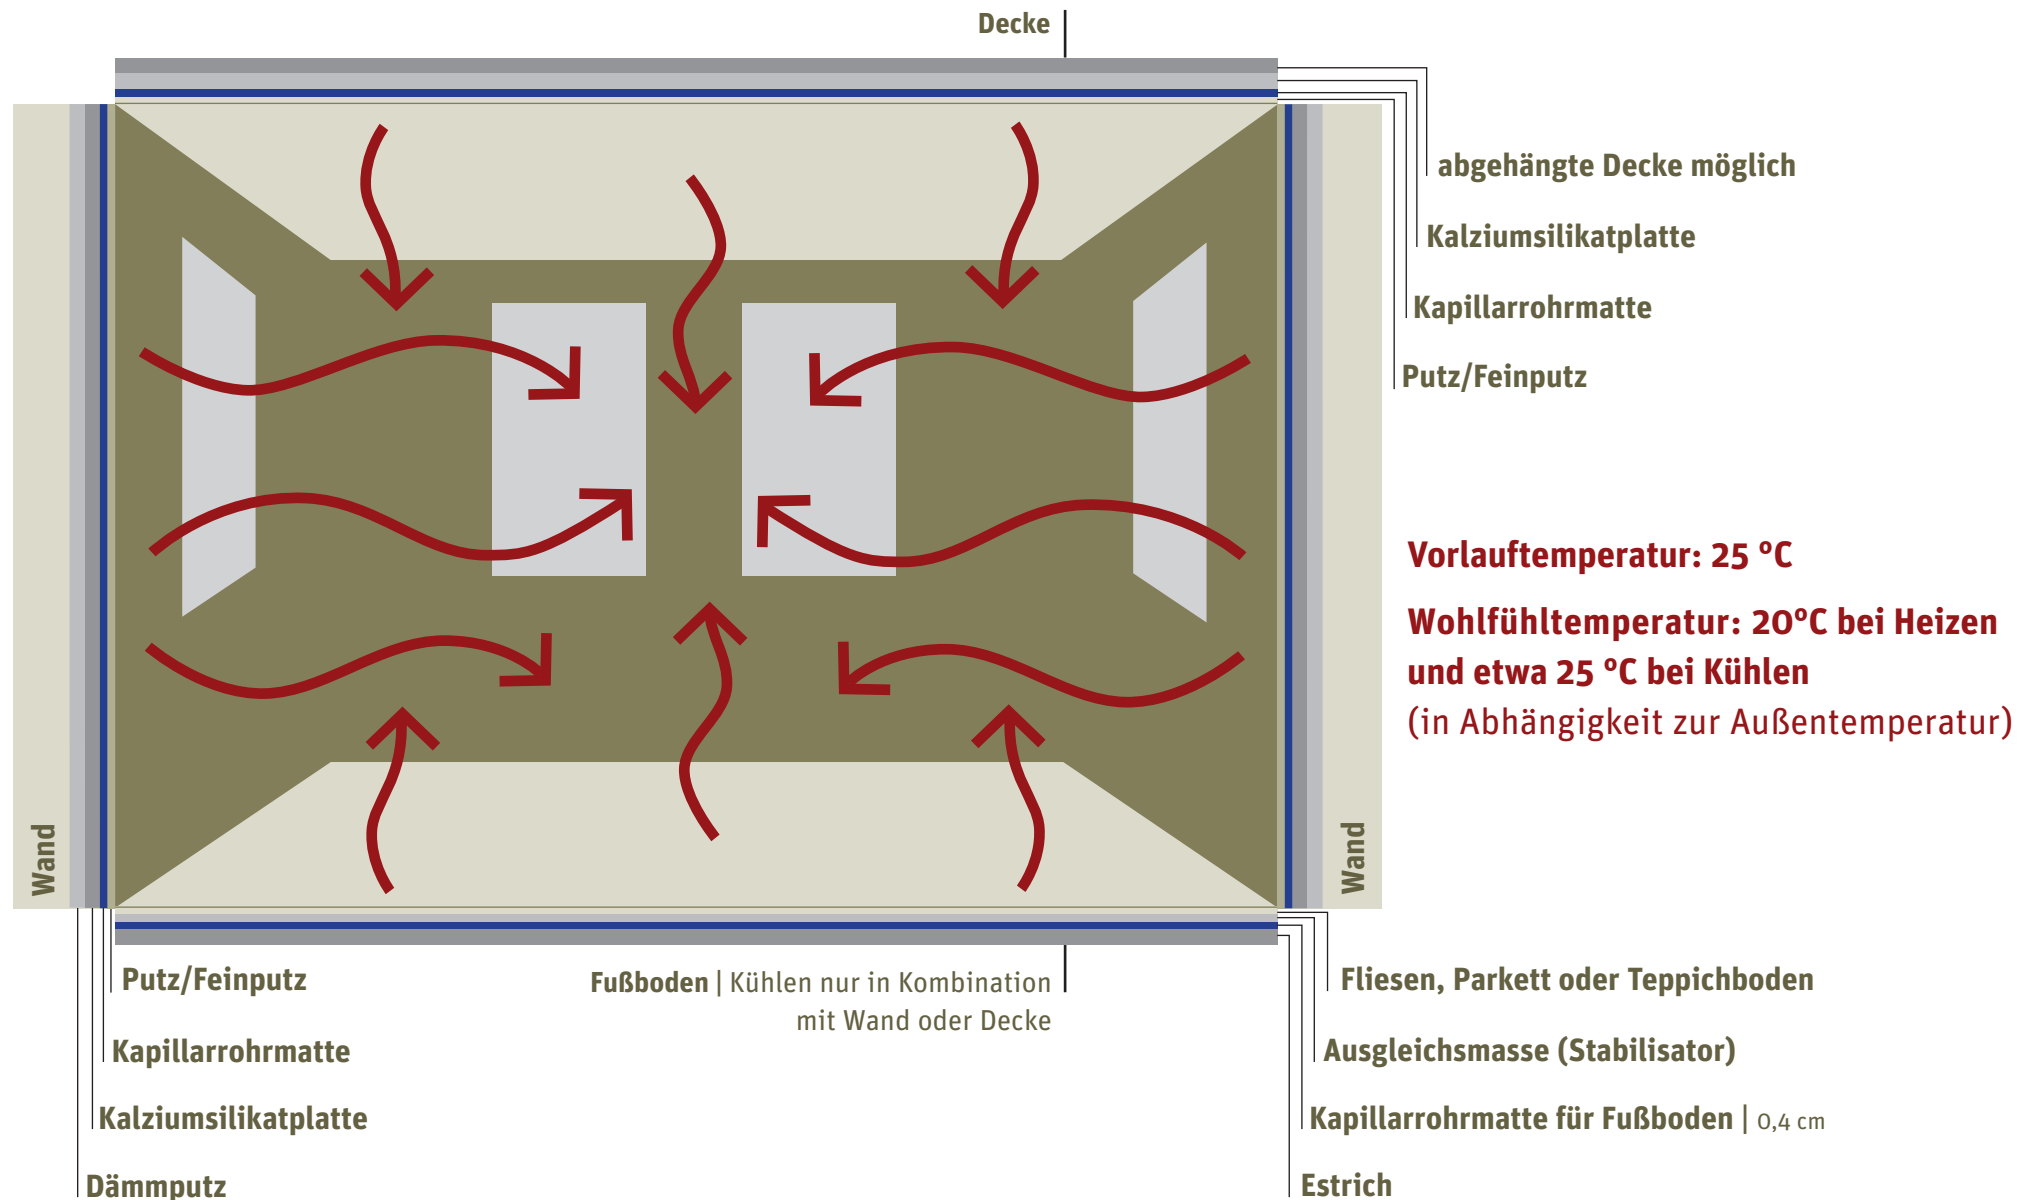 Decke
abgehängte Decke möglich
Kalziumsilikatplatte
Kapillarrohrmatte
Putz/Feinputz
Vorlauftemperatur: 25 °C
Wohlfühltemperatur: 20°C bei Heizen
und etwa 25 °C bei Kühlen
(in Abhängigkeit zur Außentemperatur)
Wand
Wand
Putz/Feinputz
Kapillarrohrmatte
Kalziumsilikatplatte
Dämmputz
Fußboden | Kühlen nur in Kombination
mit Wand oder Decke
Fliesen, Parkett oder Teppichboden
Ausgleichsmasse (Stabilisator)
Kapillarrohrmatte für Fußboden | 0,4 cm
Estrich